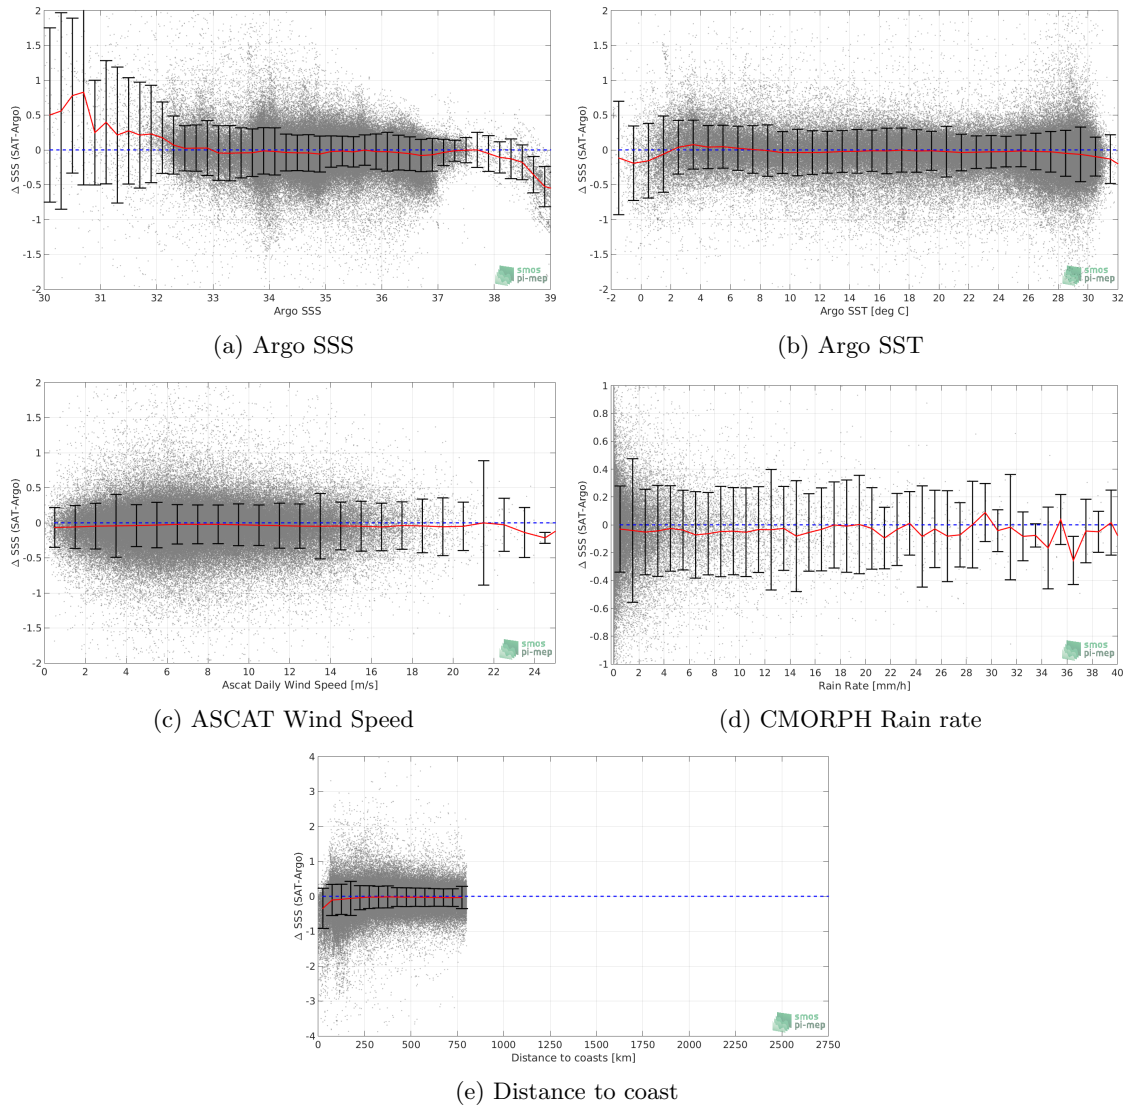 2
1.5
1
0.5
0
-0.5
-1
-1.5
-2
Δ SSS (SAT-Argo)
30 31 32 33 34 35 36 37 38 39
Argo SSS
smos
pi-mep
(a) Argo SSS
2
1.5
1
0.5
0
-0.5
-1
-1.5
-2
Δ SSS (SAT-Argo)
-2 0 2 4 6 8 10 12 14 16 18 20 22 24 26 28 30 32
Argo SST [deg C]
smos
pi-mep
(b) Argo SST
2
1.5
1
0.5
0
-0.5
-1
-1.5
-2
Δ SSS (SAT-Argo)
0 2 4 6 8 10 12 14 16 18 20 22 24
Ascat Daily Wind Speed [m/s]
smos
pi-mep
(c) ASCAT Wind Speed
1
0.8
0.6
0.4
0.2
0
-0.2
-0.4
-0.6
-0.8
-1
Δ SSS (SAT-Argo)
0 2 4 6 8 10 12 14 16 18 20 22 24 26 28 30 32 34 36 38 40
Rain Rate [mm/h]
smos
pi-mep
(d) CMORPH Rain rate
4
3
2
1
0
-1
-2
-3
-4
Δ SSS (SAT-Argo)
0 250 500 750 1000 1250 1500 1750 2000 2250 2500 2750
Distance to coasts [km]
smos
pi-mep
(e) Distance to coast